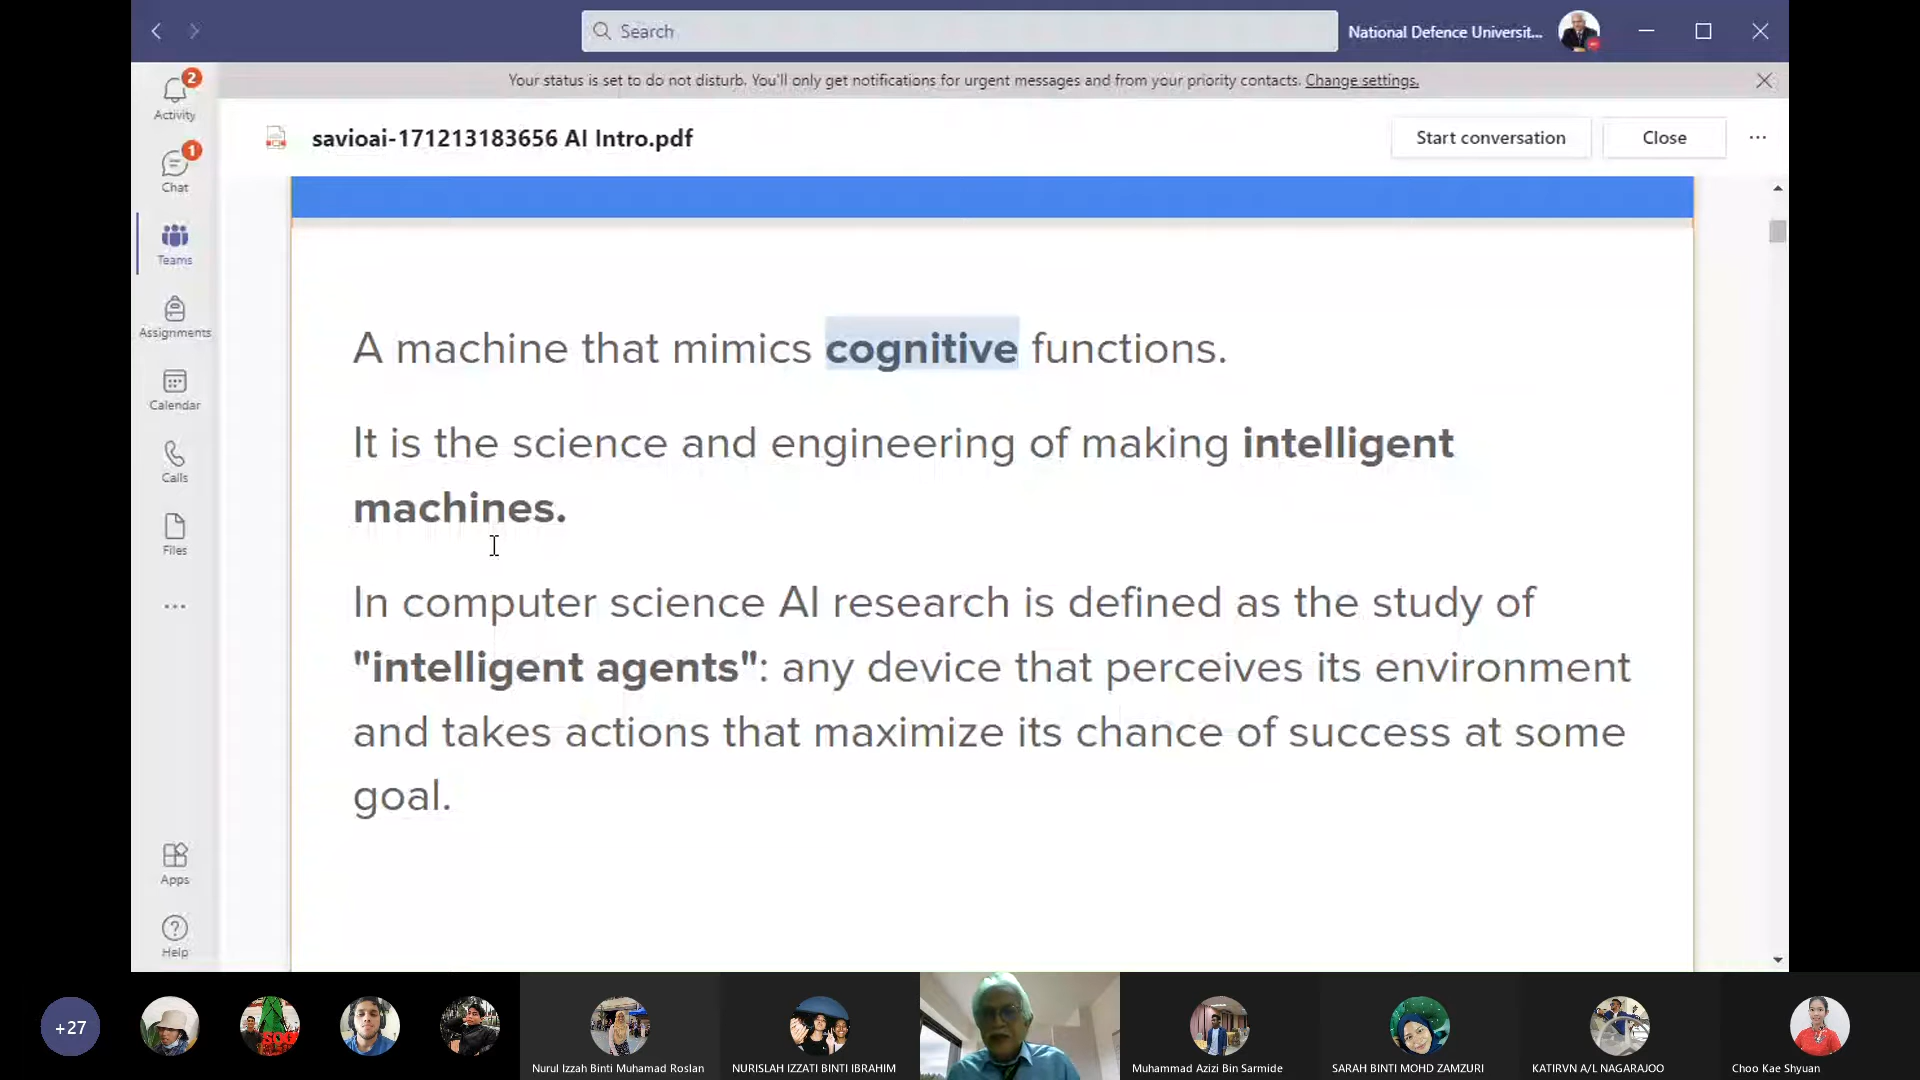 Search
National Defence Universit...
Your status is set to do not disturb. You'll only get notifications for urgent messages and from your priority contacts. Change settings.
2
Activity
1
Chat
Teams
Assignments
Calendar
Calls
Files
Apps
Help
savioai-171213183656 AI Intro.pdf
Start conversation
Close
A machine that mimics cognitive functions.
It is the science and engineering of making intelligent
machines.
In computer science AI research is defined as the study of
"intelligent agents": any device that perceives its environment
and takes actions that maximize its chance of success at some
goal.
+27
Nurul Izzah Binti Muhamad Roslan
NURISLAH IZZATI BINTI IBRAHIM
Muhammad Azizi Bin Sarmide
SARAH BINTI MOHD ZAMZURI
KATIRVN A/L NAGARAJOO
Choo Kae Shyuan